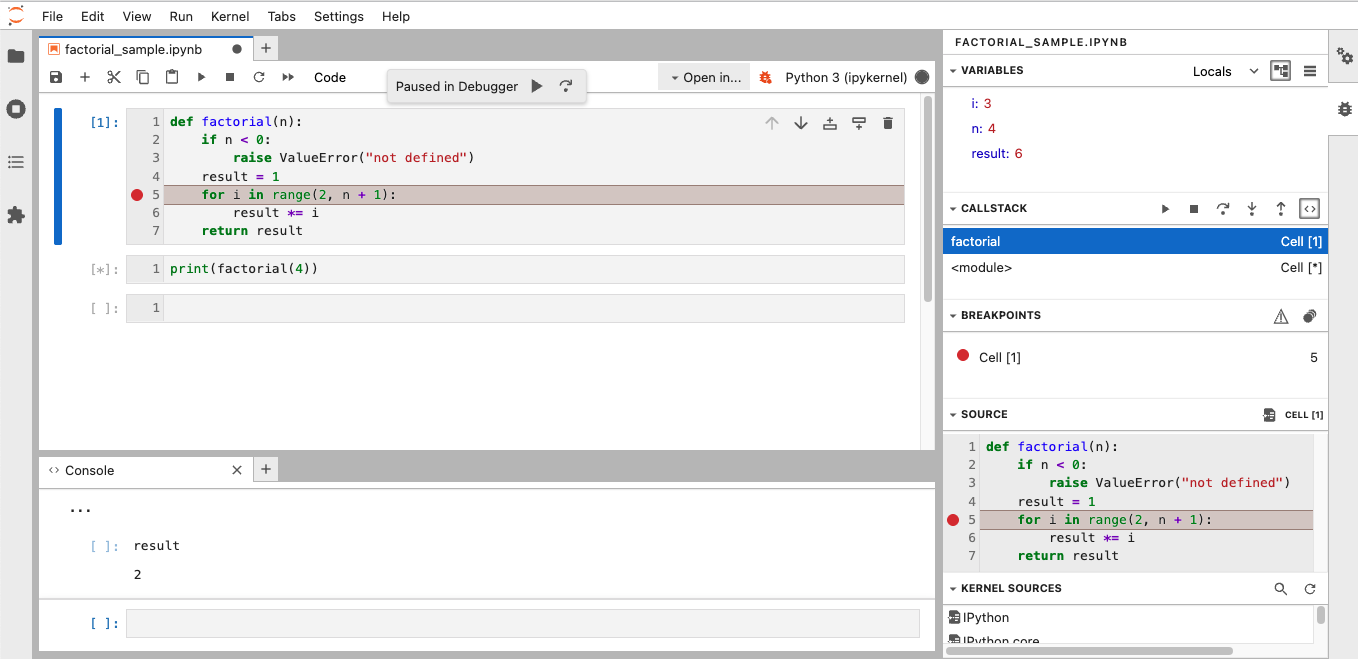 File Edit View Run Kernel Tabs Settings Help
factorial_sample.ipynb
Code
Paused in Debugger
Open in...
Python 3 (ipykernel)
[1]:
1 def factorial(n):
2     if n < 0:
3         raise ValueError("not defined")
4     result = 1
5     for i in range(2, n + 1):
6         result *= i
7     return result
[*]: 1 print(factorial(4))
[ ]: 1
Console
...
[ ]: result
2
[ ]:
FACTORIAL_SAMPLE.IPYNB
VARIABLES Locals
i: 3
n: 4
result: 6
CALLSTACK
factorial Cell [1]
<module> Cell [*]
BREAKPOINTS
Cell [1] 5
SOURCE CELL [1]
1 def factorial(n):
2     if n < 0:
3         raise ValueError("not defined")
4     result = 1
5     for i in range(2, n + 1):
6         result *= i
7     return result
KERNEL SOURCES
IPython
IPython.core